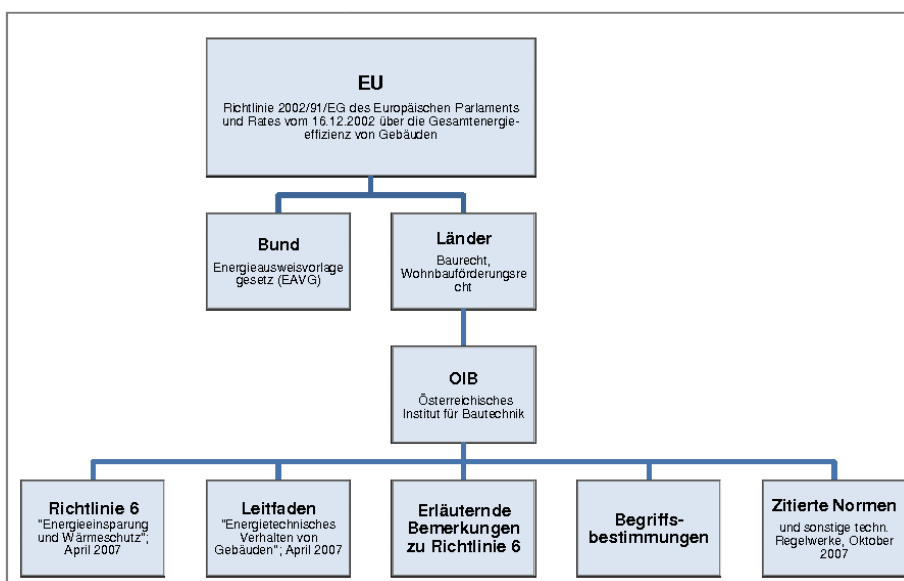 EU
Richtlinie 2002/91/EG des Europäischen Parlaments
und Rates vom 16.12.2002 über die Gesamtenergie-
effizienz von Gebäuden
Bund
Energieausweisvorlage
gesetz (EAVG)
Länder
Baurecht,
Wohnbauförderungsre
cht
OIB
Österreichisches
Institut für Bautechnik
Richtlinie 6
"Energieeinsparung
und Wärmeschutz";
April 2007
Leitfaden
"Energietechnisches
Verhalten von
Gebäuden"; April 2007
Erläuternde
Bemerkungen
zu Richtlinie 6
Begriffs-
bestimmungen
Zitierte Normen
und sonstige techn.
Regelwerke, Oktober
2007